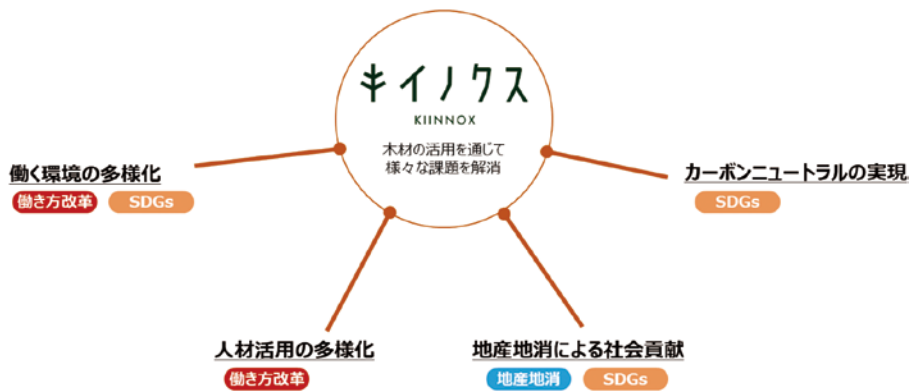 キイノクス
KIINNOX
木材の活用を通じて
様々な課題を解消
働く環境の多様化
働き方改革 SDGs
カーボンニュートラルの実現
SDGs
人材活用の多様化
働き方改革
地産地消による社会貢献
地産地消 SDGs